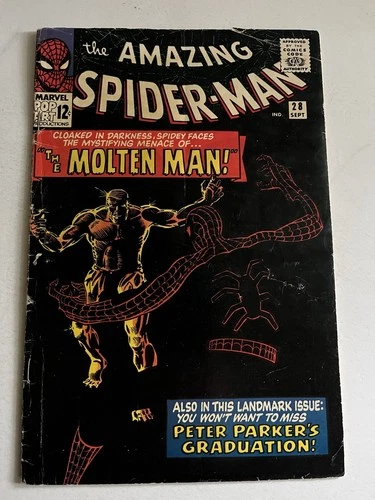 the AMAZING
SPIDER-MAN
APPROVED
BY THE
COMICS
CODE
AUTHORITY
MARVEL
POP
ART
PRODUCTIONS
12¢
IND.
28
SEPT
CLOAKED IN DARKNESS, SPIDEY FACES
THE MYSTIFYING MENACE OF...
"THE MOLTEN MAN!"
ALSO IN THIS LANDMARK ISSUE:
YOU WON'T WANT TO MISS
PETER PARKER'S
GRADUATION!